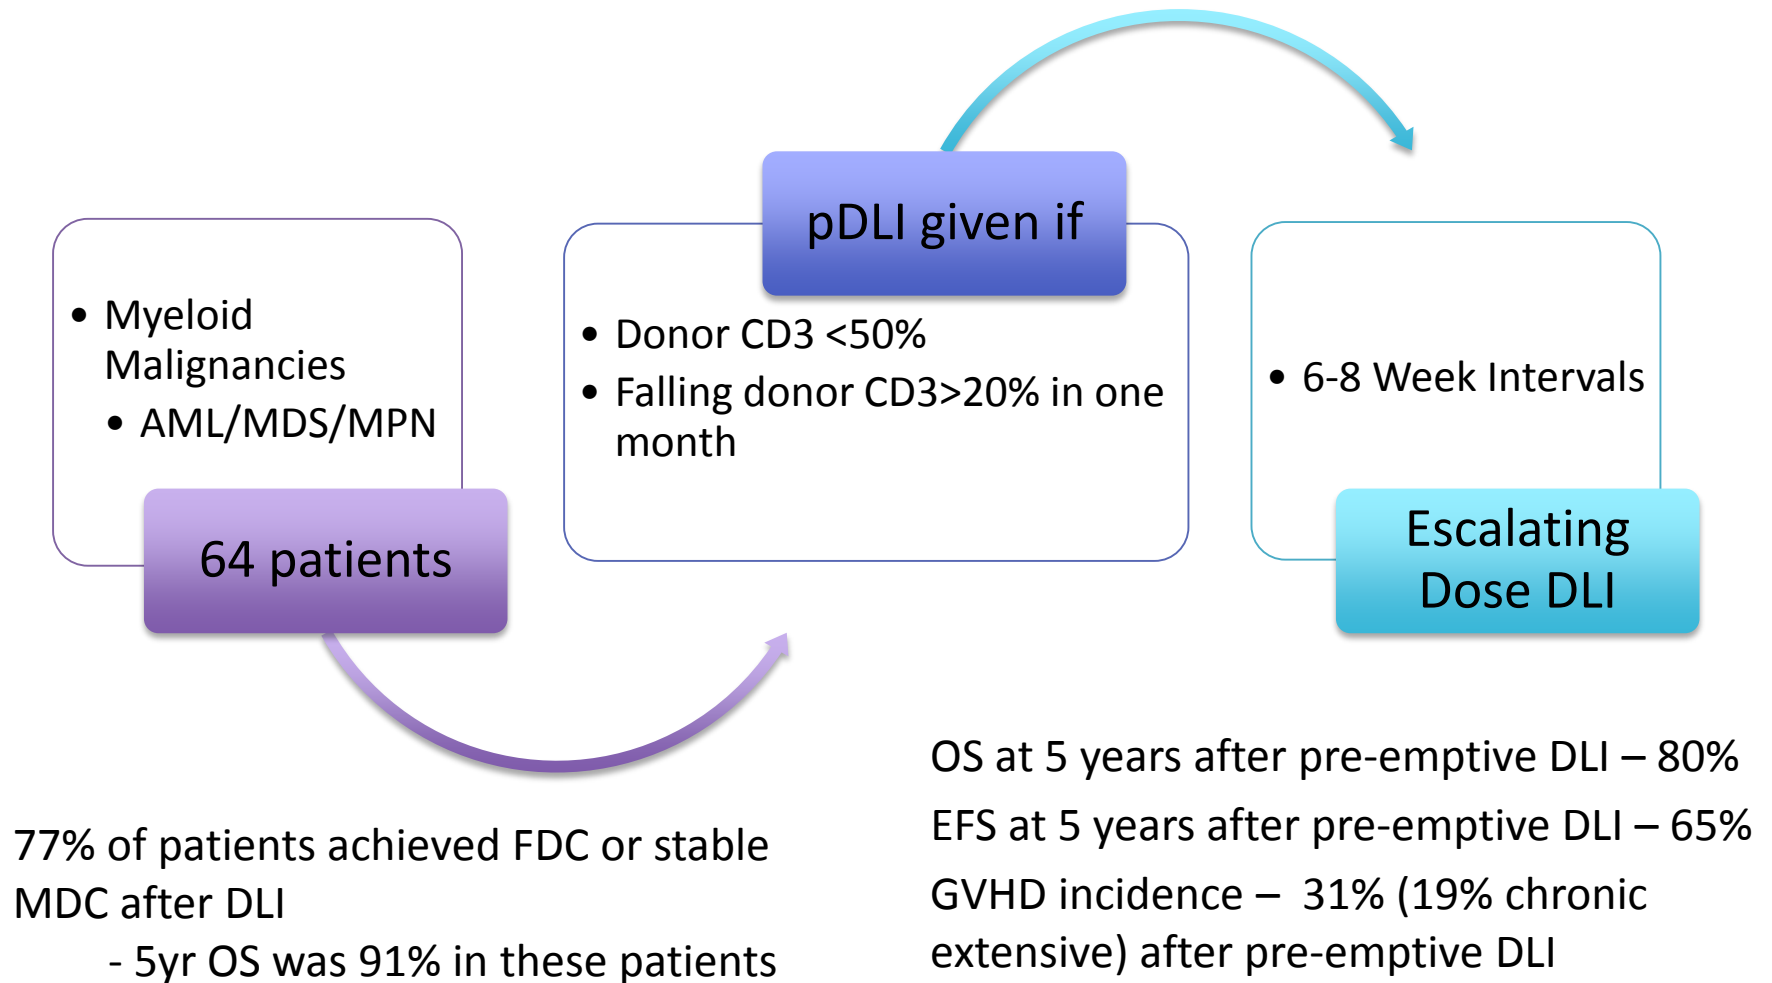 • Myeloid
Malignancies
• AML/MDS/MPN
64 patients
pDLI given if
• Donor CD3 <50%
• Falling donor CD3>20% in one
month
• 6-8 Week Intervals
Escalating
Dose DLI
77% of patients achieved FDC or stable
MDC after DLI
- 5yr OS was 91% in these patients
OS at 5 years after pre-emptive DLI – 80%
EFS at 5 years after pre-emptive DLI – 65%
GVHD incidence – 31% (19% chronic
extensive) after pre-emptive DLI